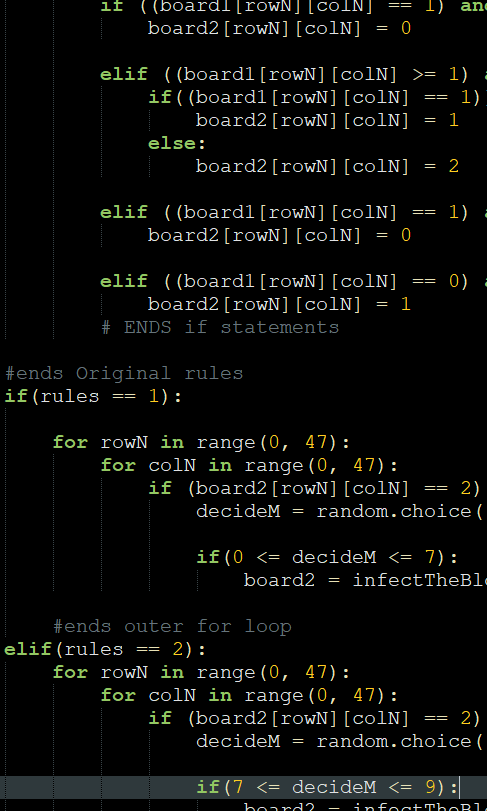 if ((board1[rowN][colN] == 1) and
board2[rowN][colN] = 0
elif ((board1[rowN][colN] >= 1) a
if((board1[rowN][colN] == 1)
board2[rowN][colN] = 1
else:
board2[rowN][colN] = 2
elif ((board1[rowN][colN] == 1) a
board2[rowN][colN] = 0
elif ((board1[rowN][colN] == 0) a
board2[rowN][colN] = 1
# ENDS if statements
#ends Original rules
if(rules == 1):
for rowN in range(0, 47):
for colN in range(0, 47):
if (board2[rowN][colN] == 2)
decideM = random.choice(
if(0 <= decideM <= 7):
board2 = infectTheBl
#ends outer for loop
elif(rules == 2):
for rowN in range(0, 47):
for colN in range(0, 47):
if (board2[rowN][colN] == 2)
decideM = random.choice(
if(7 <= decideM <= 9):
board2 = infectTheBl